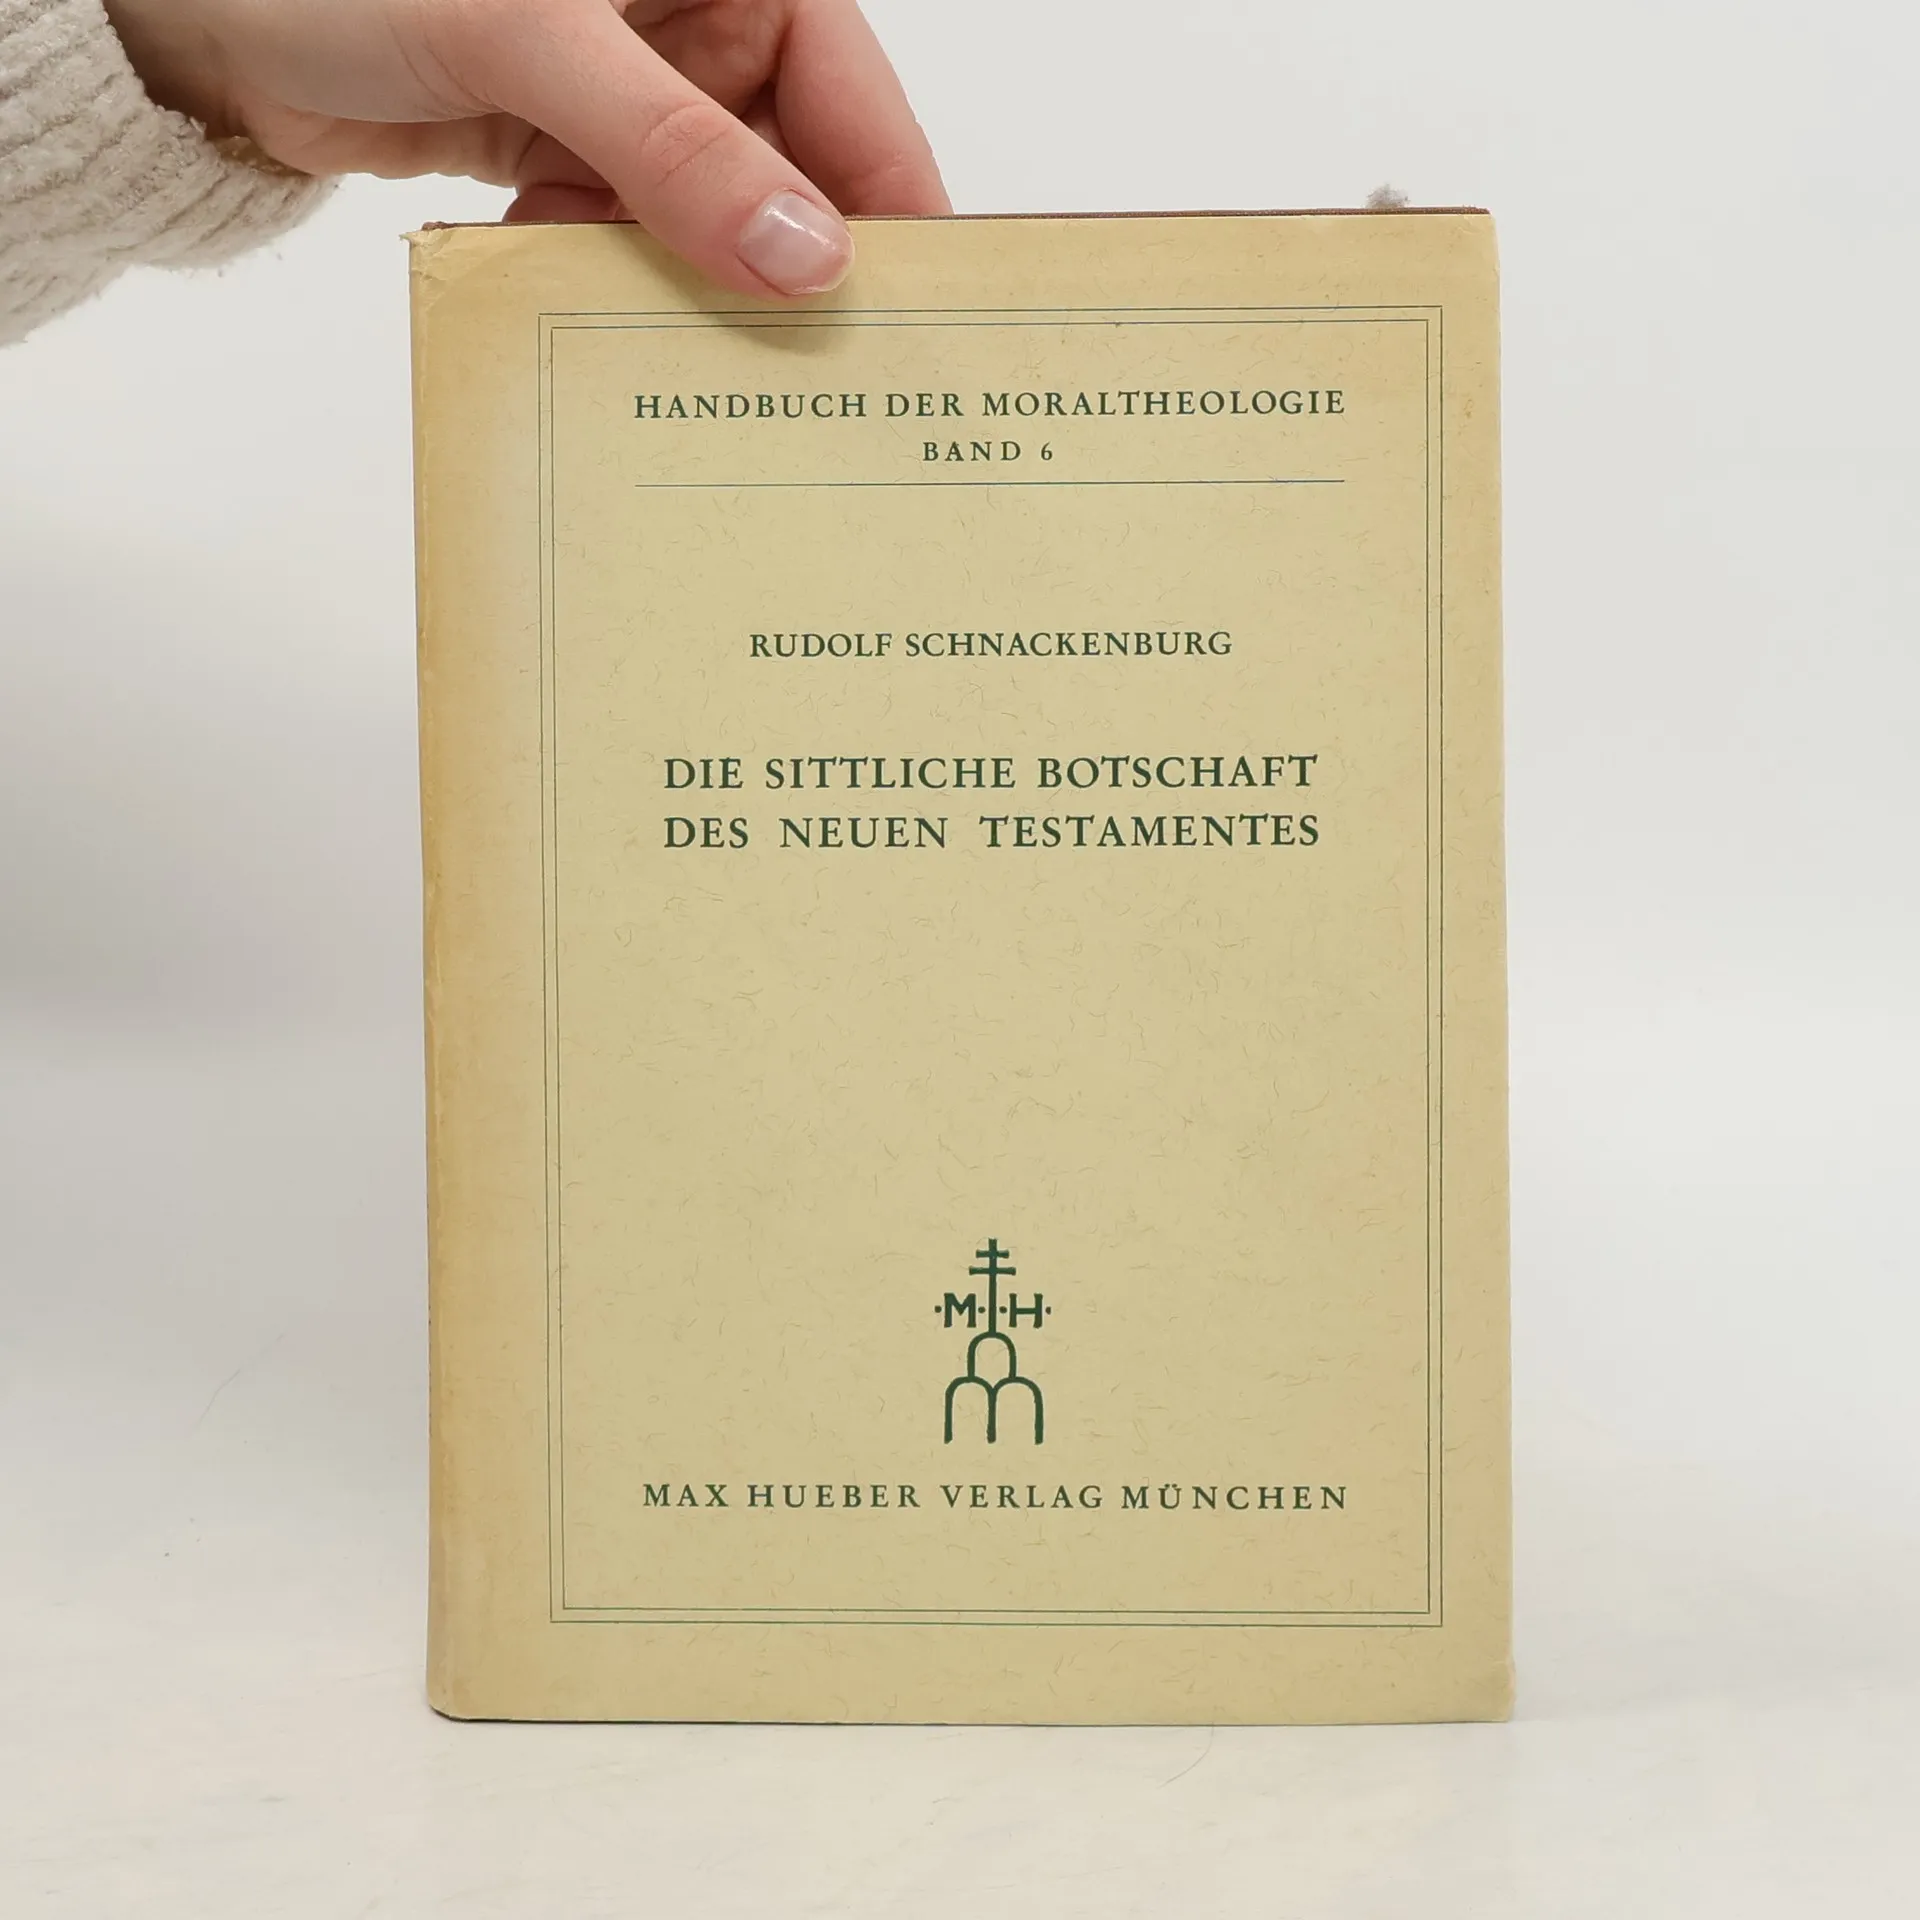 HANDBUCH DER MORALTHEOLOGIE
BAND 6
RUDOLF SCHNACKENBURG
DIE SITTLICHE BOTSCHAFT
DES NEUEN TESTAMENTES
·M·H·
MAX HUEBER VERLAG MÜNCHEN